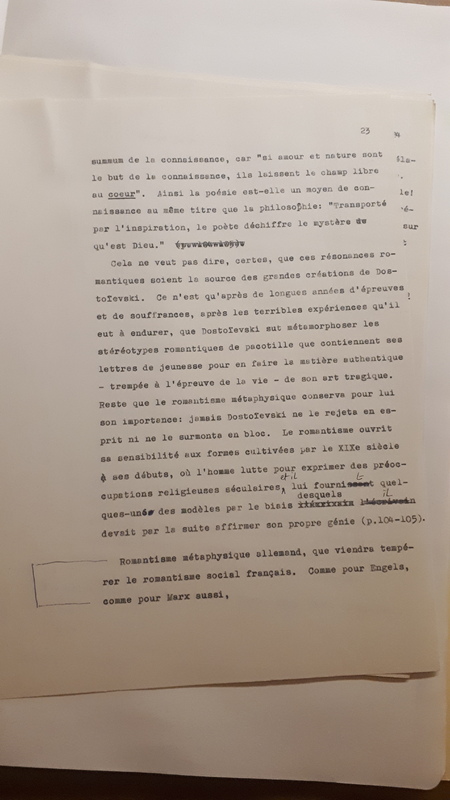 23
summum de la connaissance, car "si amour et nature sont
le but de la connaissance, ils laissent le champ libre
au coeur". Ainsi la poésie est-elle un moyen de con-
naissance au même titre que la philosophie: "Transporté
par l'inspiration, le poète déchiffre le mystère de
qu'est Dieu."
Cela ne veut pas dire, certes, que ces résonances ro-
mantiques soient la source des grandes créations de Dos-
toïevski. Ce n'est qu'après de longues années d'épreuves
et de souffrances, après les terribles expériences qu'il
eut à endurer, que Dostoïevski sut métamorphoser les
stéréotypes romantiques de pacotille que contiennent ses
lettres de jeunesse pour en faire la matière authentique
- trempée à l'épreuve de la vie - de son art tragique.
Reste que le romantisme métaphysique conserva pour lui
son importance: jamais Dostoïevski ne le rejeta en es-
prit ni ne le surmonta en bloc. Le romantisme ouvrit
sa sensibilité aux formes cultivées par le XIXe siècle
à ses débuts, où l'homme lutte pour exprimer des préoc-
cupations religieuses séculaires, et il lui fournit quel-
ques-uns des modèles par le biais desquels il
devait par la suite affirmer son propre génie (p.104-105).
Romantisme métaphysique allemand, que viendra tempé-
rer le romantisme social français. Comme pour Engels,
comme pour Marx aussi,